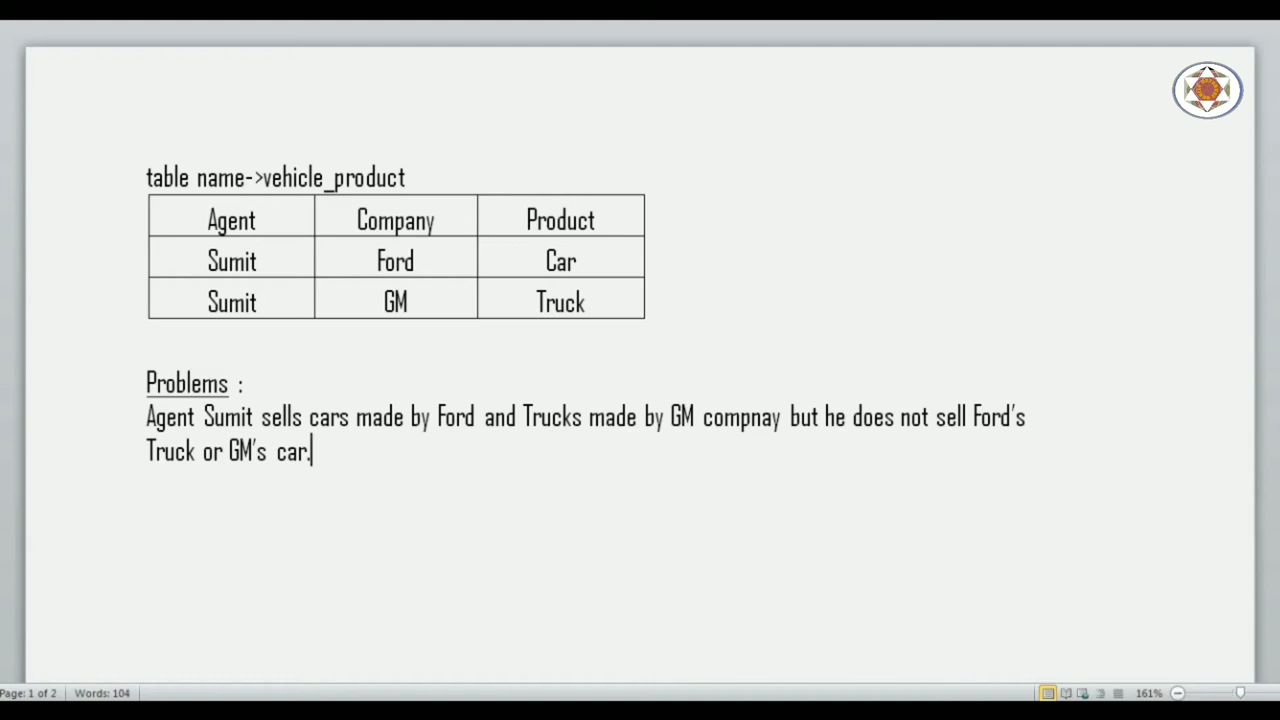 table name->vehicle_product
Agent Company Product
Sumit Ford Car
Sumit GM Truck
Problems :
Agent Sumit sells cars made by Ford and Trucks made by GM compnay but he does not sell Ford's
Truck or GM's car.
Page: 1 of 2 Words: 104 161%